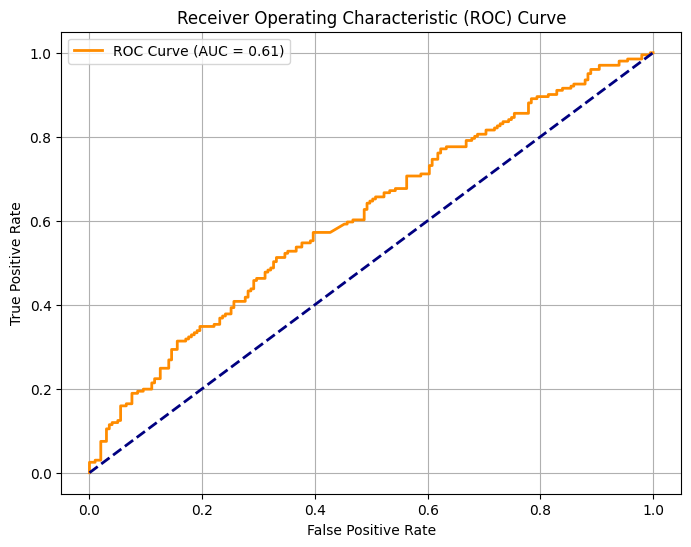 Receiver Operating Characteristic (ROC) Curve
ROC Curve (AUC = 0.61)
True Positive Rate
1.0
0.8
0.6
0.4
0.2
0.0
0.0 0.2 0.4 0.6 0.8 1.0
False Positive Rate